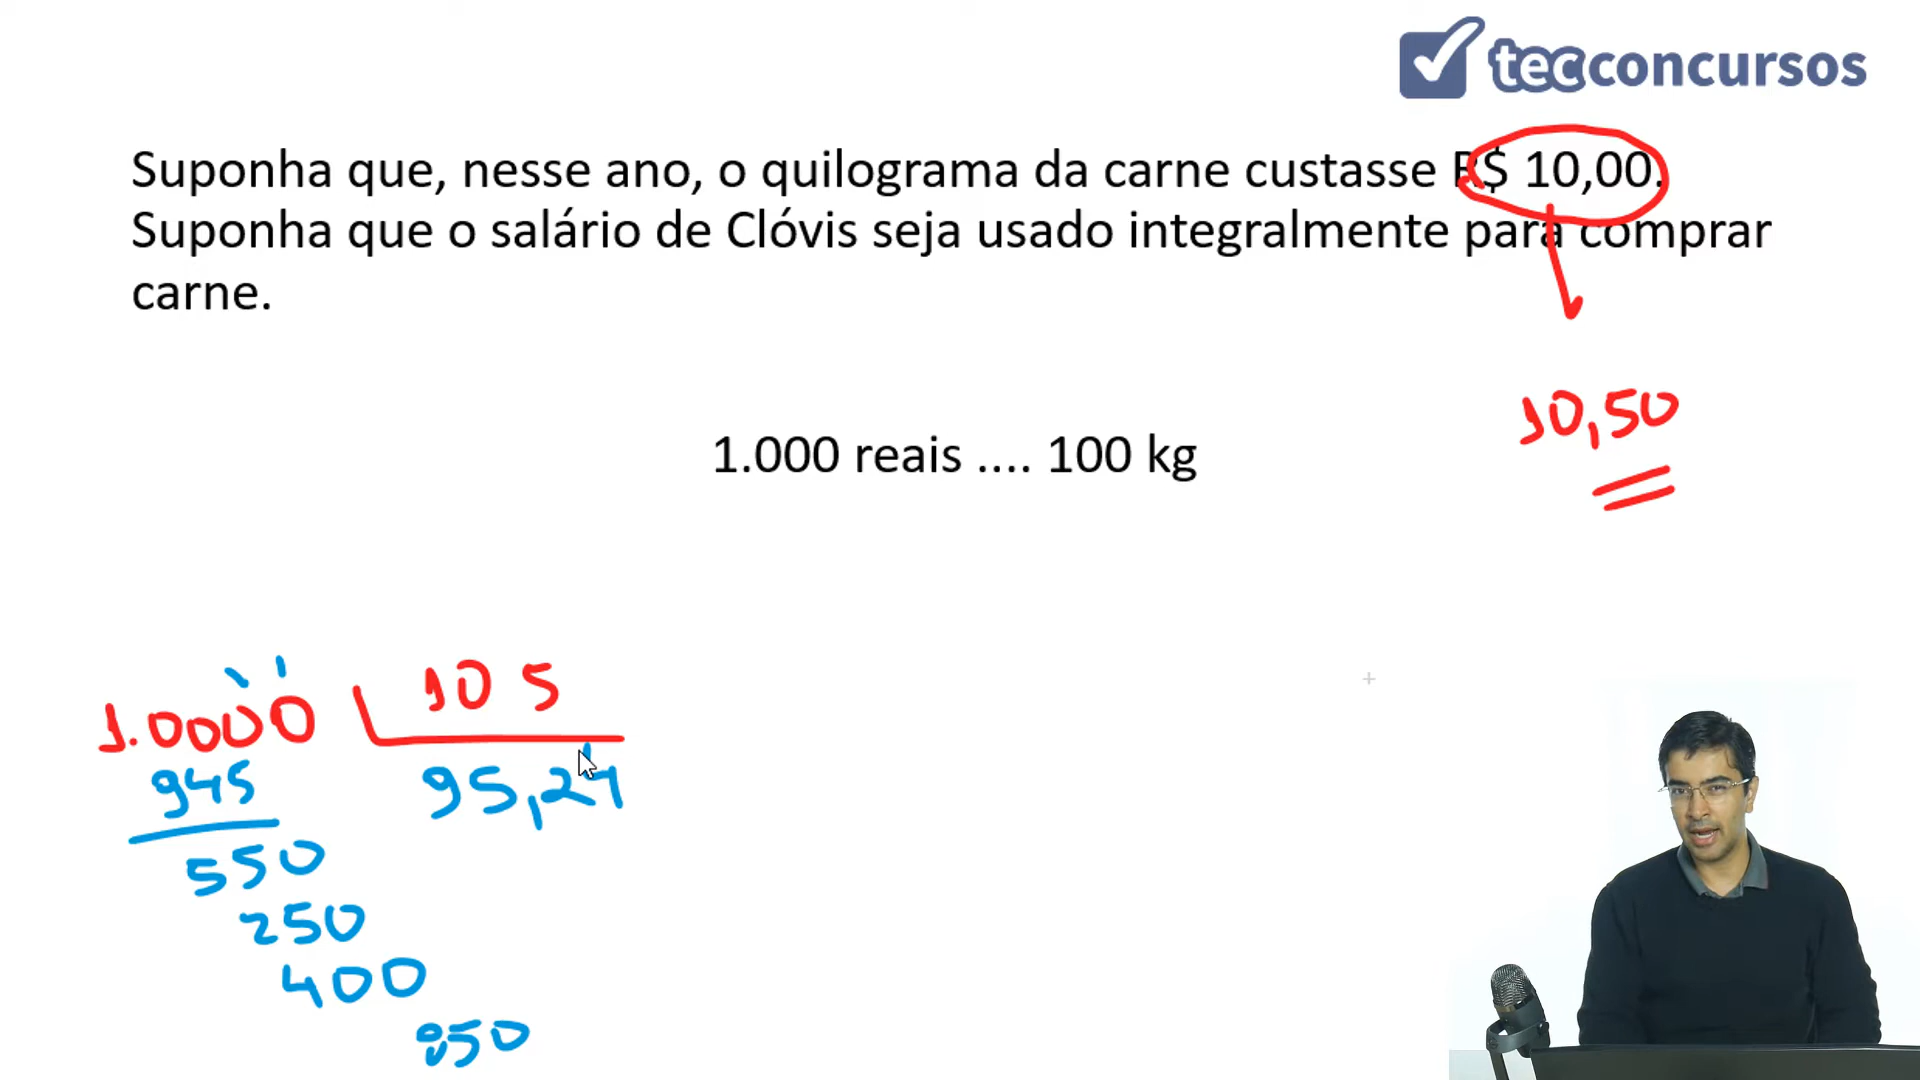 tecconcursos
Suponha que, nesse ano, o quilograma da carne custasse R$ 10,00.
Suponha que o salário de Clóvis seja usado integralmente para comprar
carne.
10,50
1.000 reais .... 100 kg
1.0000 105
945 95,24
550
250
400
850